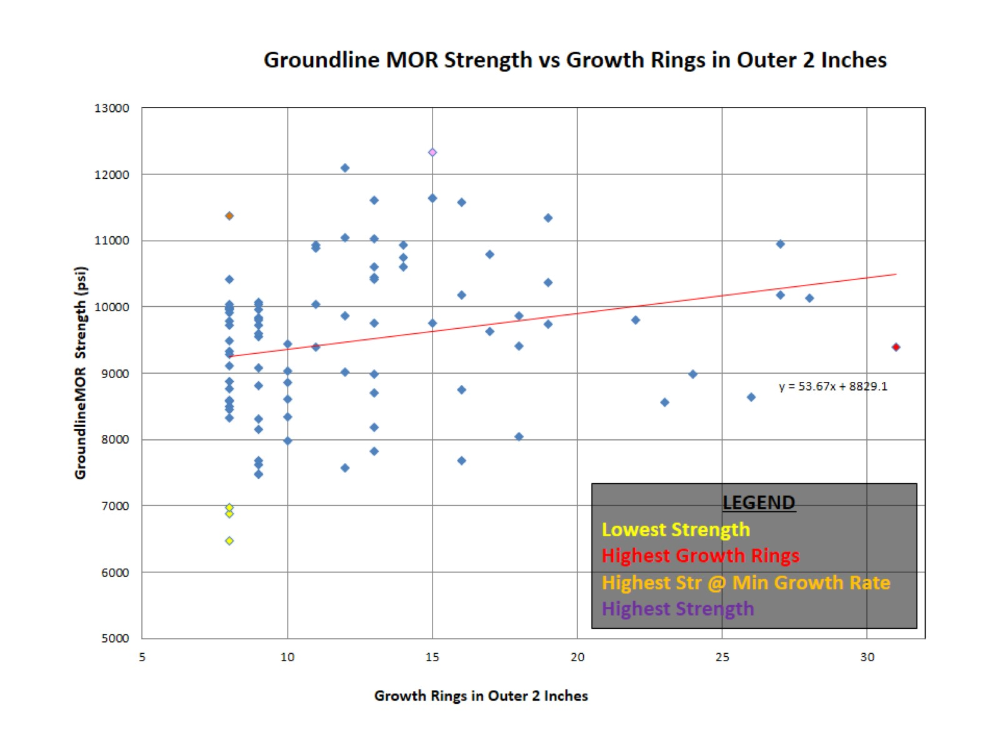 Groundline MOR Strength vs Growth Rings in Outer 2 Inches
13000
12000
11000
10000
9000
8000
7000
6000
5000
GroundlineMOR Strength (psi)
y = 53.67x + 8829.1
LEGEND
Lowest Strength
Highest Growth Rings
Highest Str @ Min Growth Rate
Highest Strength
5 10 15 20 25 30
Growth Rings in Outer 2 Inches